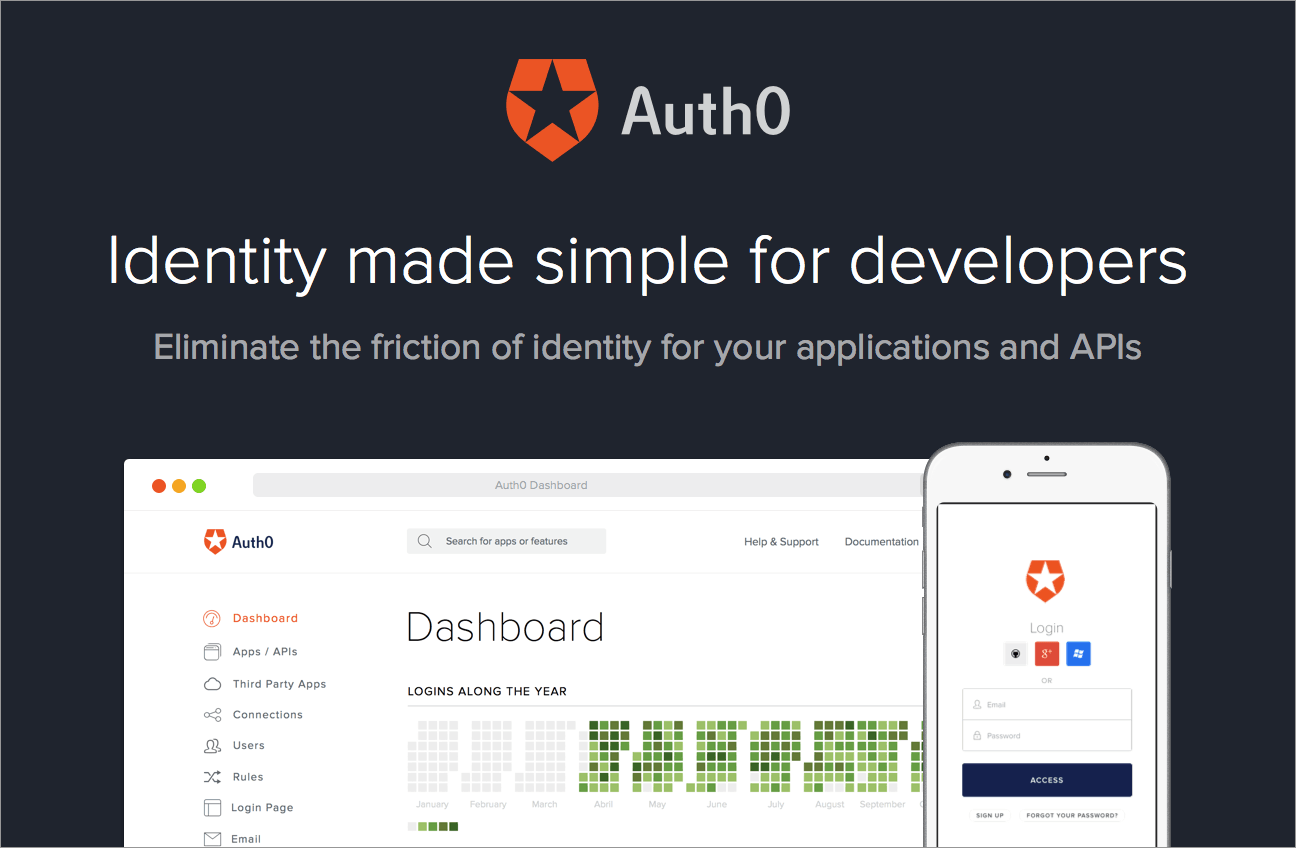 Auth0
Identity made simple for developers
Eliminate the friction of identity for your applications and APIs
Auth0 Dashboard
Auth0
Search for apps or features
Help & Support
Documentation
Dashboard
Apps / APIs
Third Party Apps
Connections
Users
Rules
Login Page
Email
Dashboard
LOGINS ALONG THE YEAR
January February March Abril May June July August September
Login
g+
OR
Email
Password
ACCESS
SIGN UP FORGOT YOUR PASSWORD?